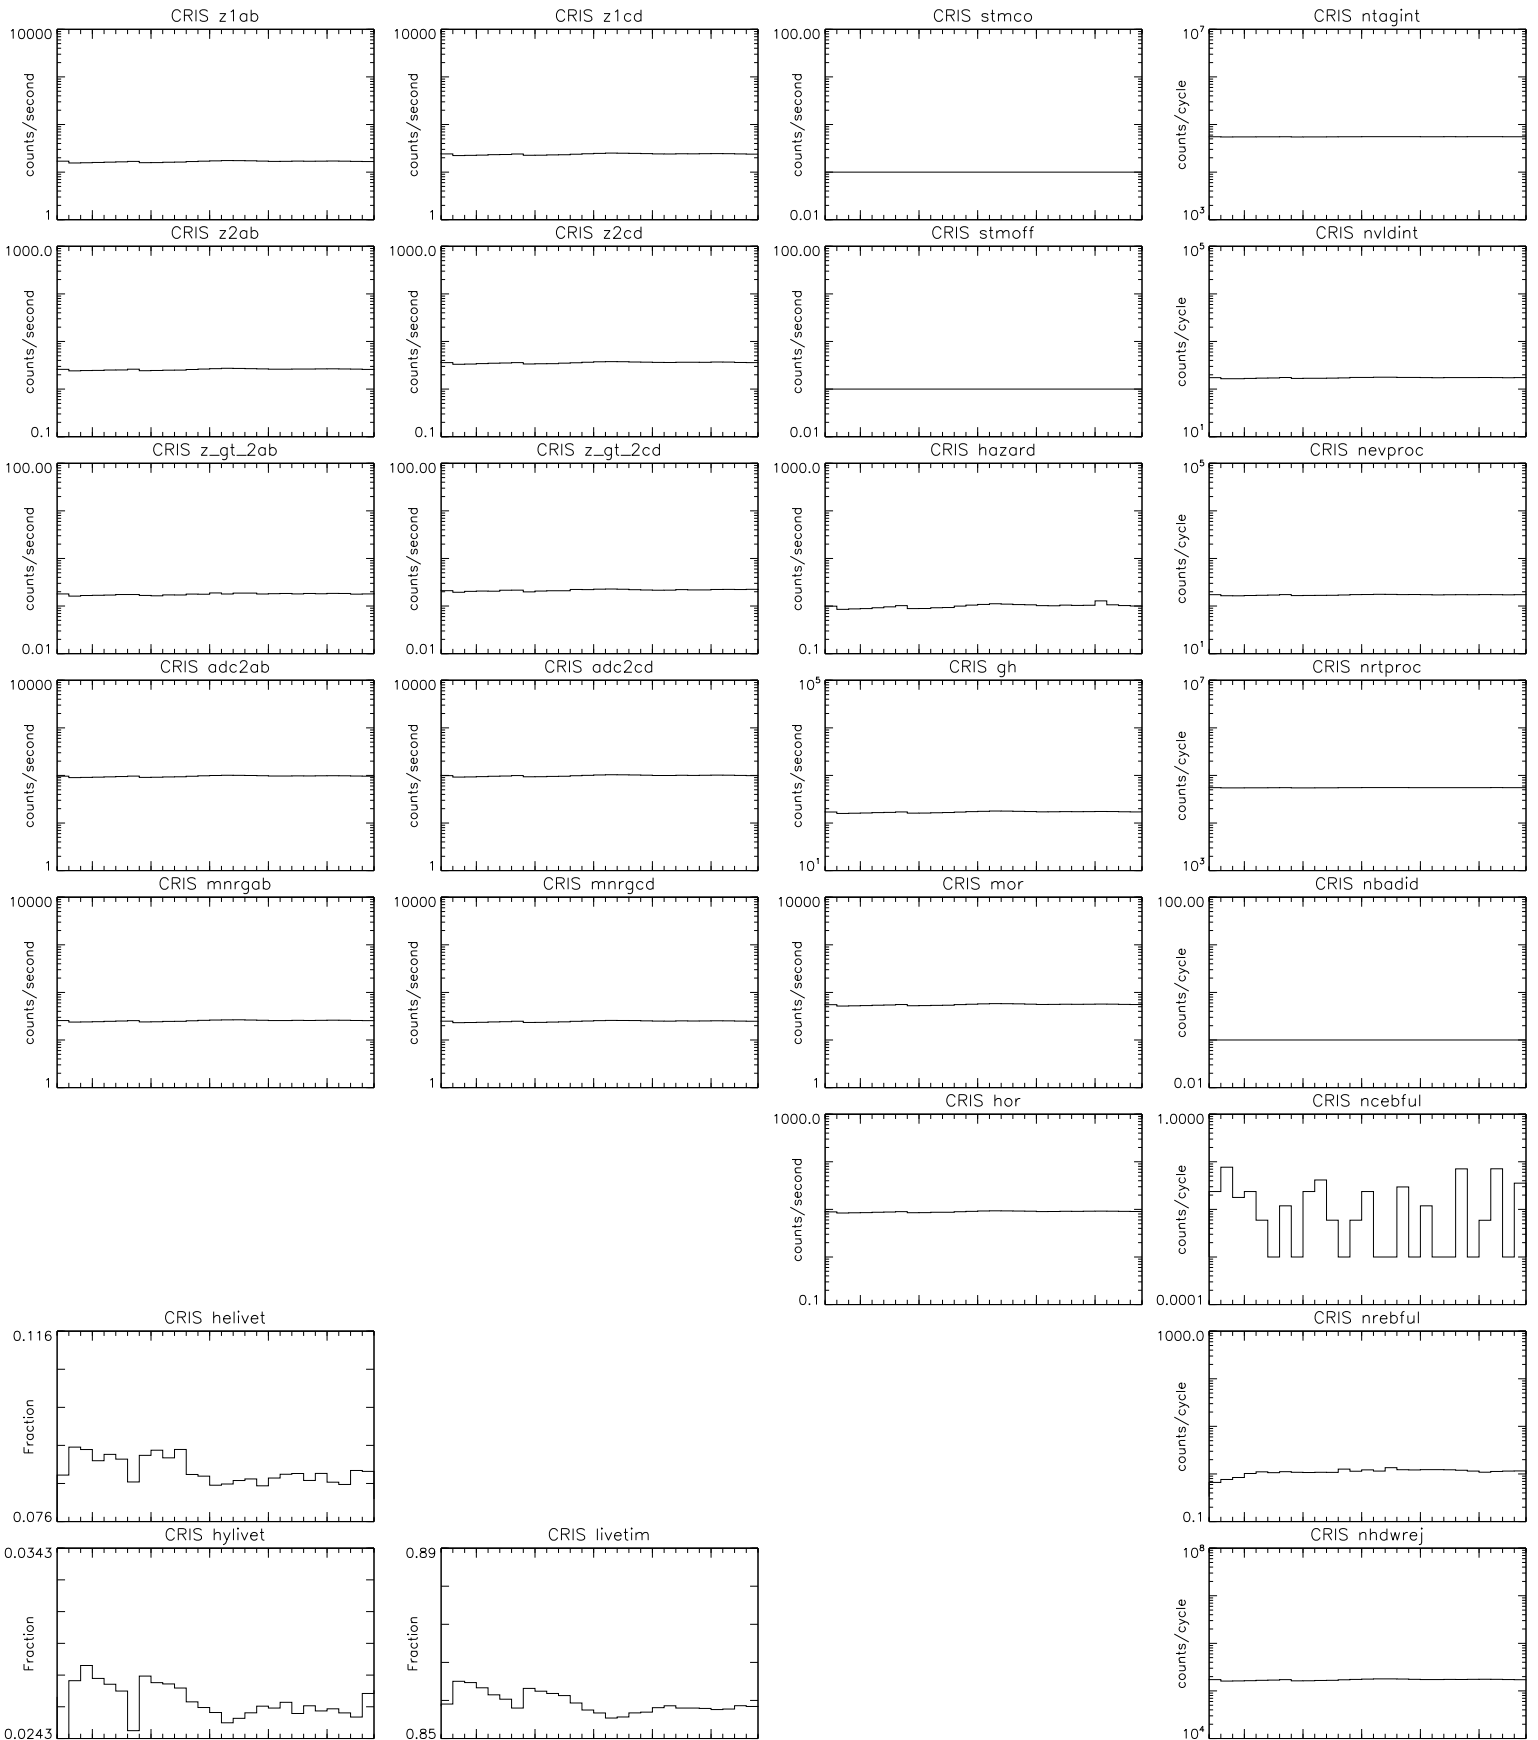 CRIS z1ab
10000
counts/second
1
CRIS z1cd
10000
counts/second
1
CRIS stmco
100.00
counts/second
0.01
CRIS ntagint
10^7
counts/cycle
10^3
CRIS z2ab
1000.0
counts/second
0.1
CRIS z2cd
1000.0
counts/second
0.1
CRIS stmoff
100.00
counts/second
0.01
CRIS nvldint
10^5
counts/cycle
10^1
CRIS z_gt_2ab
100.00
counts/second
0.01
CRIS z_gt_2cd
100.00
counts/second
0.01
CRIS hazard
1000.0
counts/second
0.1
CRIS nevproc
10^5
counts/cycle
10^1
CRIS adc2ab
10000
counts/second
1
CRIS adc2cd
10000
counts/second
1
CRIS gh
10^5
counts/second
10^1
CRIS nrtproc
10^7
counts/cycle
10^3
CRIS mnrgab
10000
counts/second
1
CRIS mnrgcd
10000
counts/second
1
CRIS mor
10000
counts/second
1
CRIS nbadid
100.00
counts/cycle
0.01
CRIS hor
1000.0
counts/second
0.1
CRIS ncebful
1.0000
counts/cycle
0.0001
CRIS helivet
0.116
Fraction
0.076
CRIS nrebful
1000.0
counts/cycle
0.1
CRIS hylivet
0.0343
Fraction
0.0243
CRIS livetim
0.89
Fraction
0.85
CRIS nhdwrej
10^8
counts/cycle
10^4